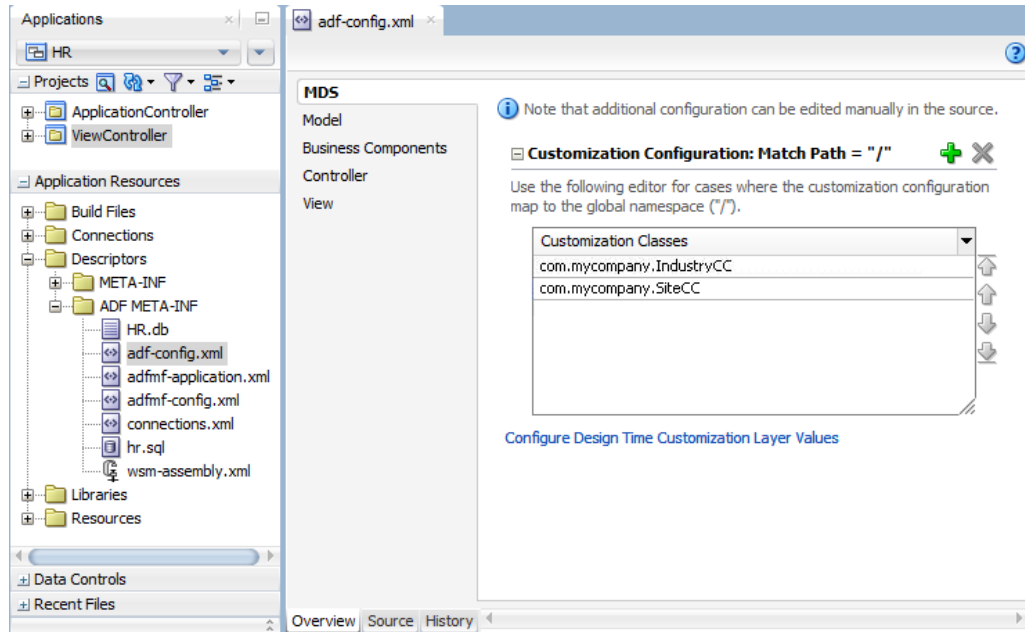 Applications
HR
Projects
ApplicationController
ViewController
Application Resources
Build Files
Connections
Descriptors
META-INF
ADF META-INF
HR.db
adf-config.xml
adfmf-application.xml
adfmf-config.xml
connections.xml
hr.sql
wsm-assembly.xml
Libraries
Resources
Data Controls
Recent Files
adf-config.xml
MDS
Model
Business Components
Controller
View
Note that additional configuration can be edited manually in the source.
Customization Configuration: Match Path = "/"
Use the following editor for cases where the customization configuration
map to the global namespace ("/").
Customization Classes
com.mycompany.IndustryCC
com.mycompany.SiteCC
Configure Design Time Customization Layer Values
Overview Source History